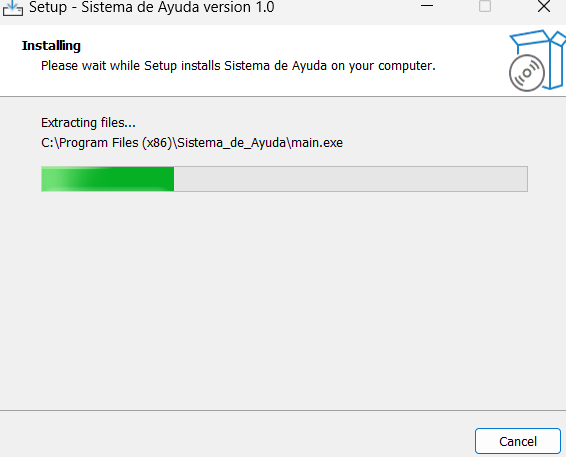 Setup - Sistema de Ayuda version 1.0
Installing
Please wait while Setup installs Sistema de Ayuda on your computer.
Extracting files...
C:\Program Files (x86)\Sistema_de_Ayuda\main.exe
Cancel